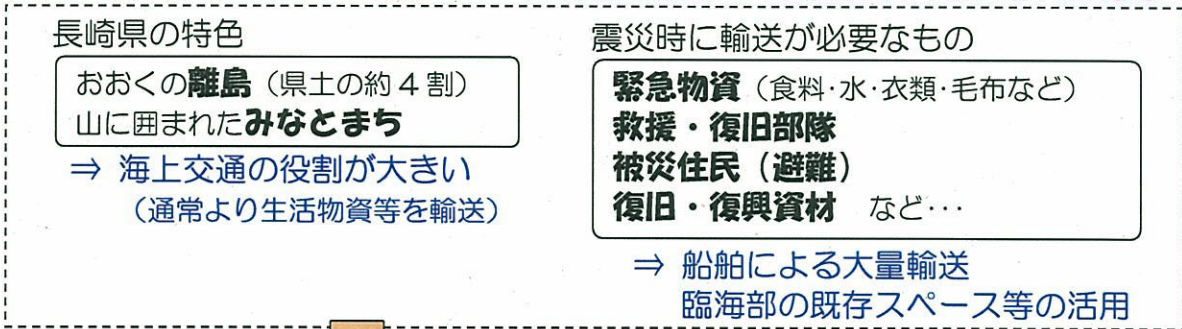 長崎県の特色
おおくの離島（県土の約4割）
山に囲まれたみなとまち
⇒ 海上交通の役割が大きい
（通常より生活物資等を輸送）
震災時に輸送が必要なもの
緊急物資（食料・水・衣類・毛布など）
救援・復旧部隊
被災住民（避難）
復旧・復興資材　など･･･
⇒ 船舶による大量輸送
臨海部の既存スペース等の活用